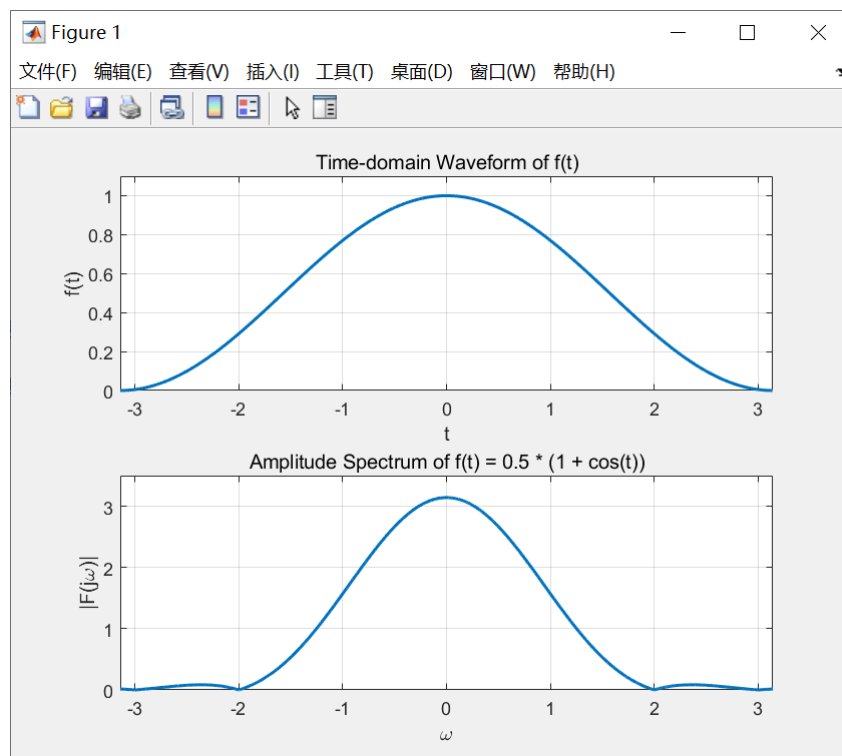 Figure 1
文件(F) 编辑(E) 查看(V) 插入(I) 工具(T) 桌面(D) 窗口(W) 帮助(H)
Time-domain Waveform of f(t)
1
0.8
0.6
0.4
0.2
0
f(t)
-3 -2 -1 0 1 2 3
t
Amplitude Spectrum of f(t) = 0.5 * (1 + cos(t))
3
2
1
0
|F(jω)|
-3 -2 -1 0 1 2 3
ω